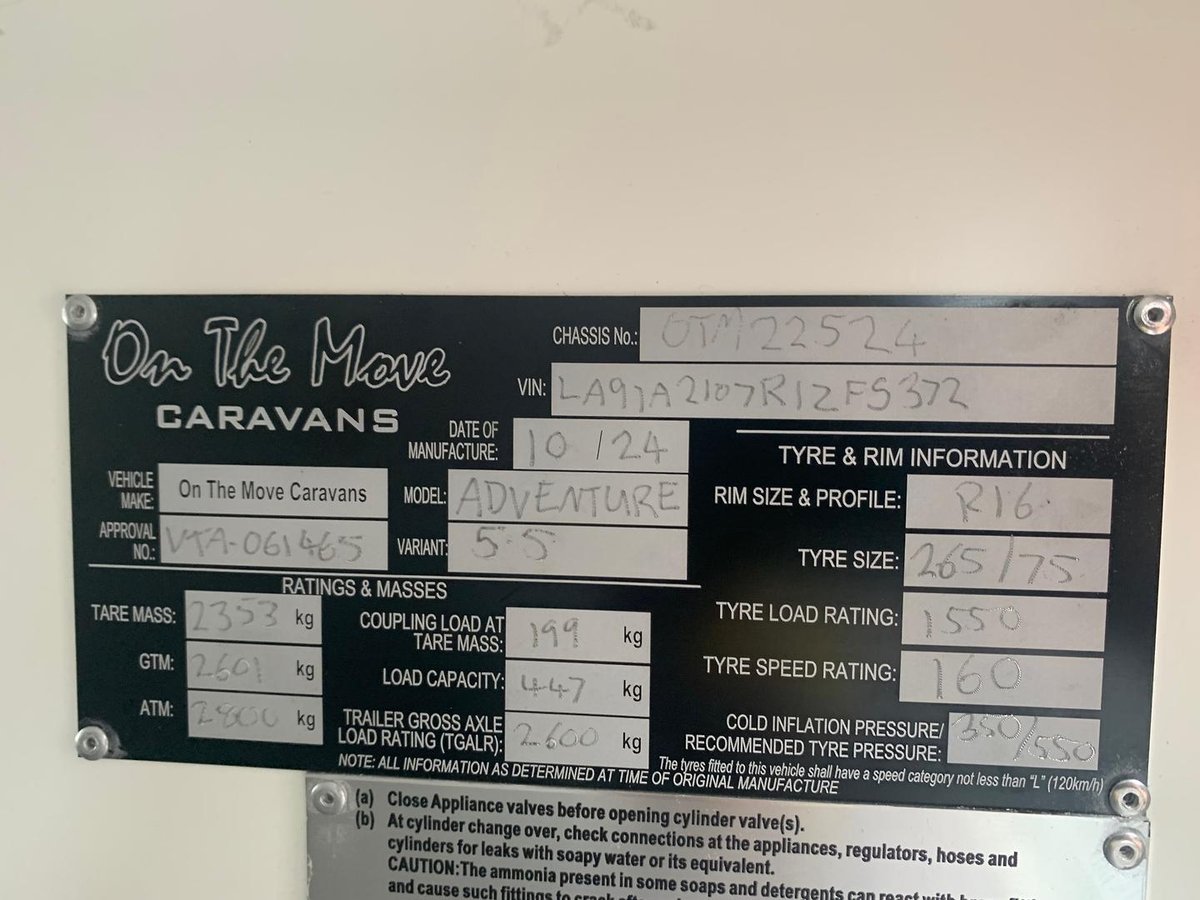 On The Move
CARAVANS
CHASSIS No.: OTM22524
VIN: LA91A2107R1ZFS372
DATE OF
MANUFACTURE: 10 /24
VEHICLE
MAKE: On The Move Caravans
MODEL: ADVENTURE
APPROVAL
NO.: VTA-061465
VARIANT: 5.5
RATINGS & MASSES
TARE MASS: 2353 kg
GTM: 2601 kg
ATM: 2800 kg
COUPLING LOAD AT
TARE MASS: 199 kg
LOAD CAPACITY: 447 kg
TRAILER GROSS AXLE
LOAD RATING (TGALR): 2600 kg
TYRE & RIM INFORMATION
RIM SIZE & PROFILE: R16
TYRE SIZE: 265/75
TYRE LOAD RATING: 1550
TYRE SPEED RATING: 160
COLD INFLATION PRESSURE/
RECOMMENDED TYRE PRESSURE: 350/550
The tyres fitted to this vehicle shall have a speed category not less than "L" (120km/h)
NOTE: ALL INFORMATION AS DETERMINED AT TIME OF ORIGINAL MANUFACTURE
(a) Close Appliance valves before opening cylinder valve(s).
(b) At cylinder change over, check connections at the appliances, regulators, hoses and
cylinders for leaks with soapy water or its equivalent.
CAUTION:The ammonia present in some soaps and detergents can react with
and cause such fittings to